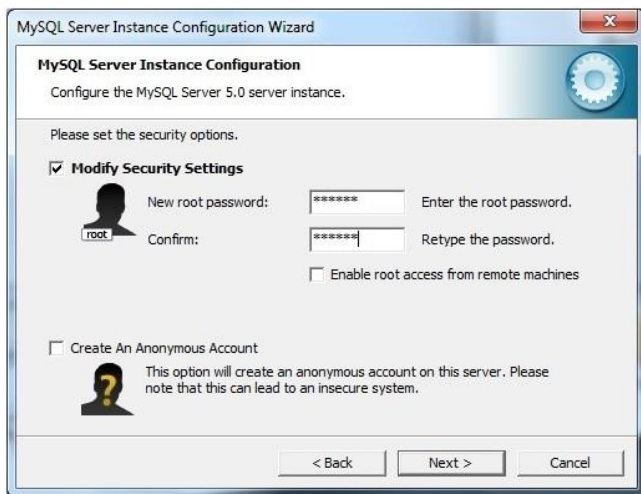 MySQL Server Instance Configuration Wizard
MySQL Server Instance Configuration
Configure the MySQL Server 5.0 server instance.
Please set the security options.
Modify Security Settings
New root password: ****** Enter the root password.
root
Confirm: ****** Retype the password.
Enable root access from remote machines
Create An Anonymous Account
This option will create an anonymous account on this server. Please
note that this can lead to an insecure system.
< Back Next > Cancel